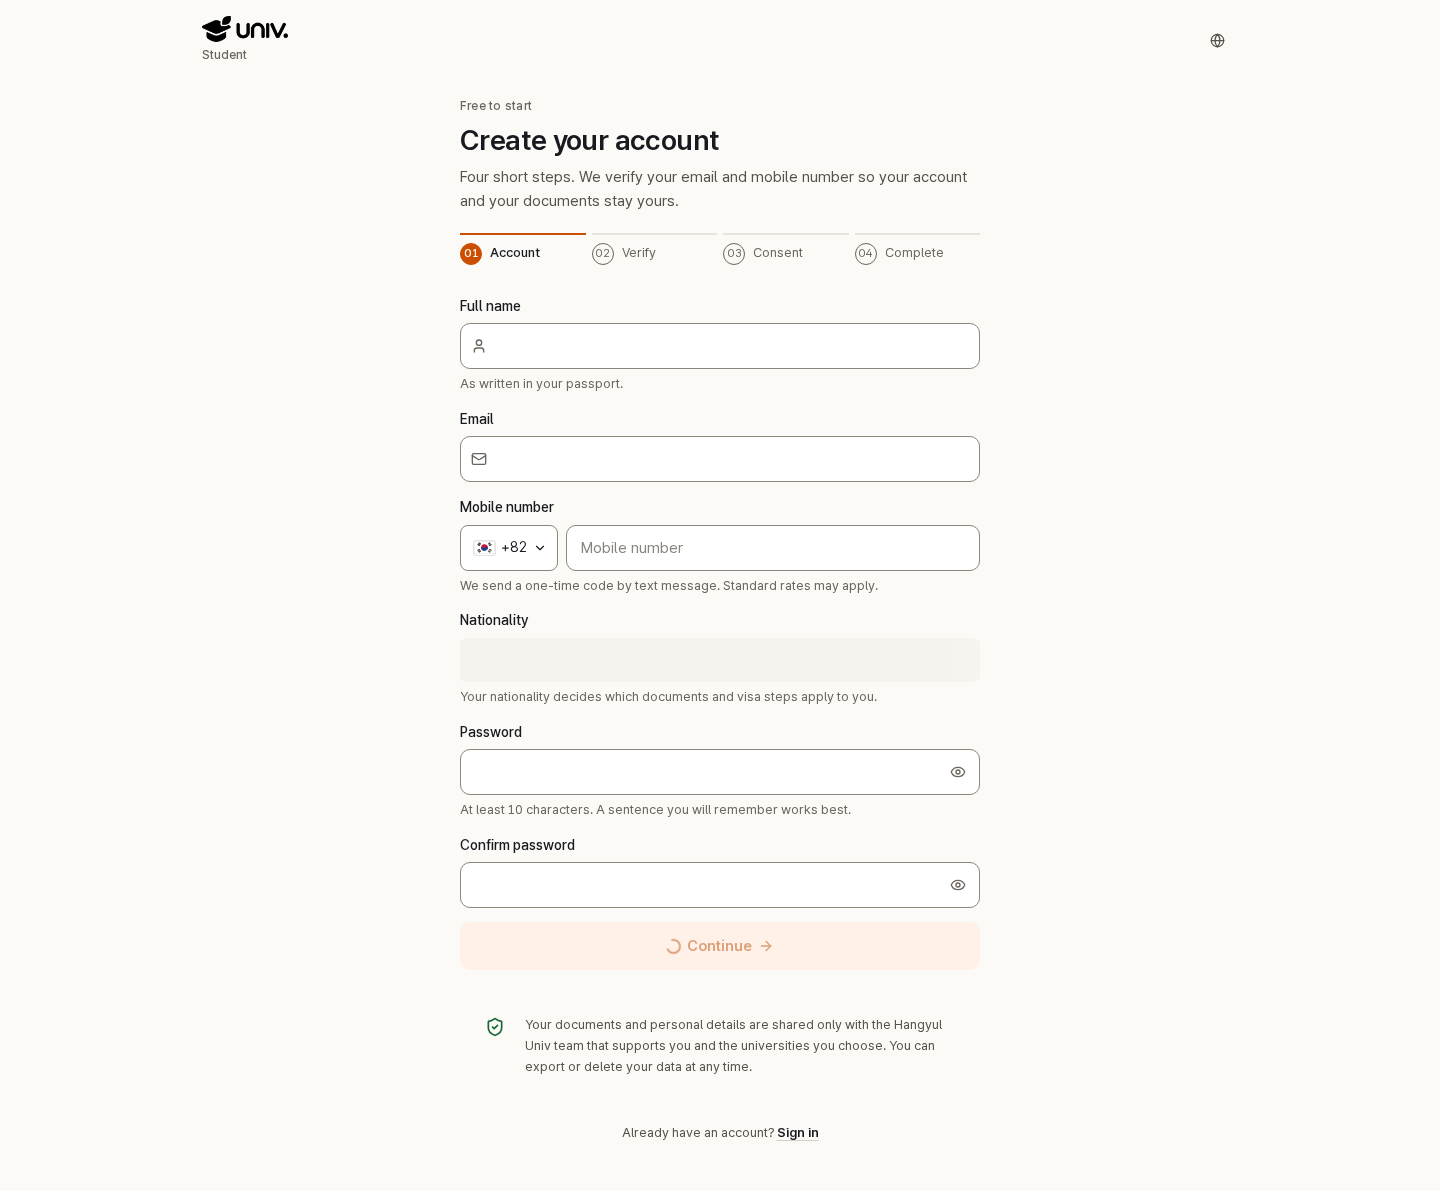 univ.
Student
Free to start
Create your account
Four short steps. We verify your email and mobile number so your account
and your documents stay yours.
01 Account 02 Verify 03 Consent 04 Complete
Full name
As written in your passport.
Email
Mobile number
+82 Mobile number
We send a one-time code by text message. Standard rates may apply.
Nationality
Your nationality decides which documents and visa steps apply to you.
Password
At least 10 characters. A sentence you will remember works best.
Confirm password
Continue
Your documents and personal details are shared only with the Hangyul
Univ team that supports you and the universities you choose. You can
export or delete your data at any time.
Already have an account? Sign in